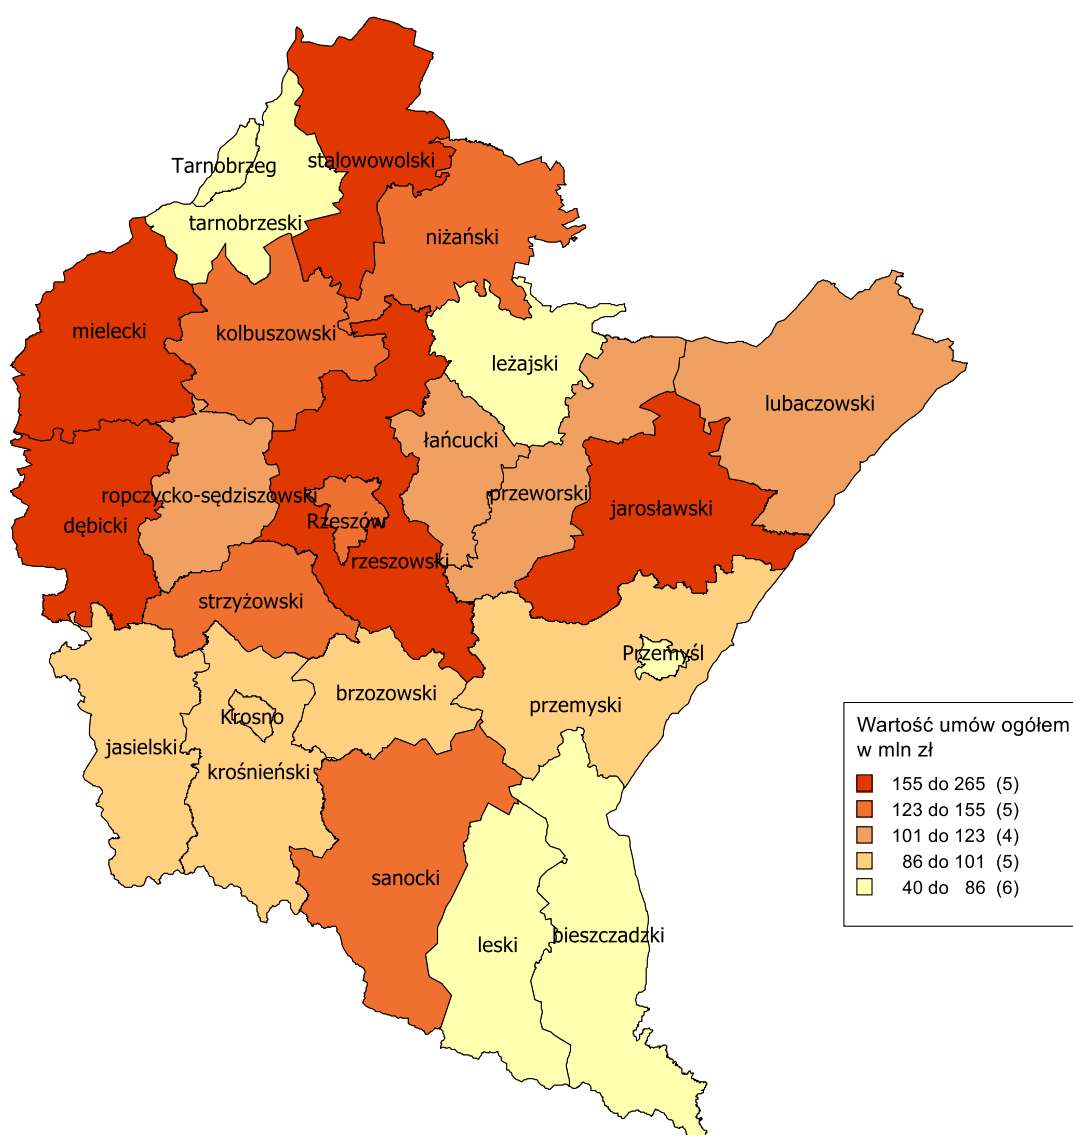 Tarnobrzeg
stalowowolski
tarnobrzeski
niżański
mielecki
kolbuszowski
leżajski
lubaczowski
łańcucki
ropczycko-sędziszowski
przeworski
jarosławski
dębicki
Rzeszów
rzeszowski
strzyżowski
Przemyśl
brzozowski
przemyski
Krosno
jasielski
krośnieński
sanocki
leski
bieszczadzki
Wartość umów ogółem
w mln zł
155 do 265 (5)
123 do 155 (5)
101 do 123 (4)
86 do 101 (5)
40 do 86 (6)